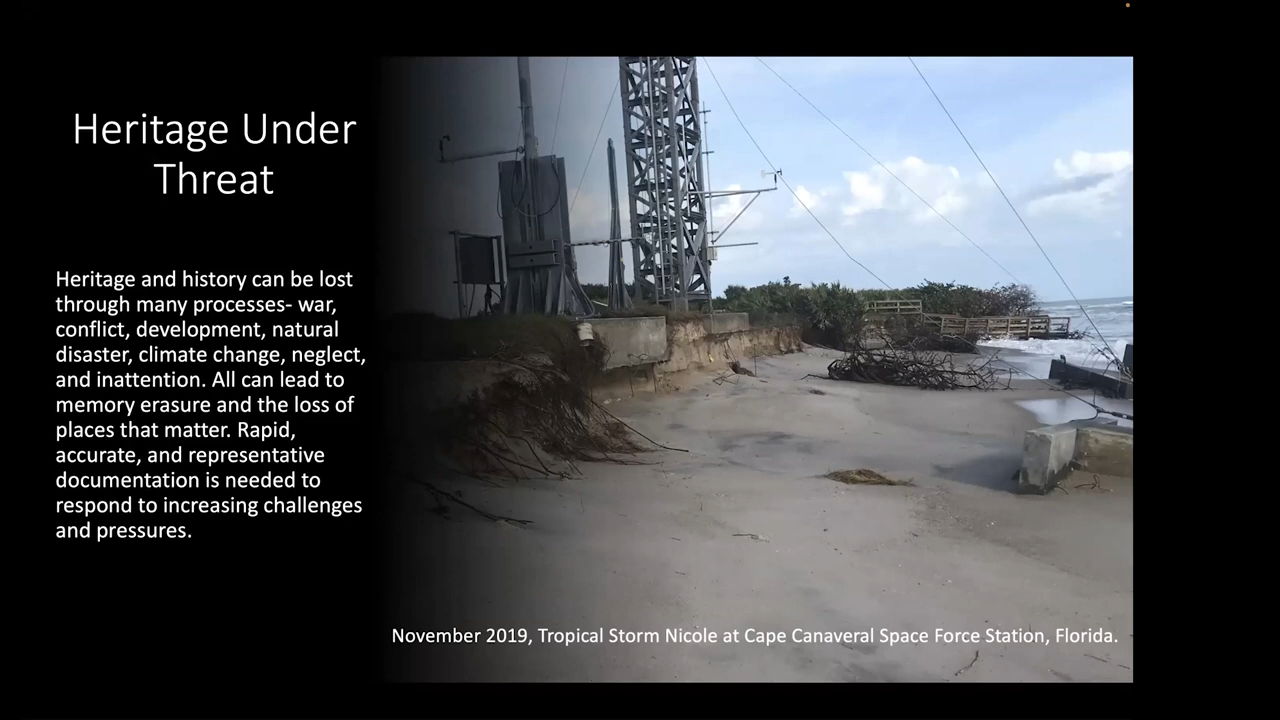 Heritage Under
Threat
Heritage and history can be lost
through many processes- war,
conflict, development, natural
disaster, climate change, neglect,
and inattention. All can lead to
memory erasure and the loss of
places that matter. Rapid,
accurate, and representative
documentation is needed to
respond to increasing challenges
and pressures.
November 2019, Tropical Storm Nicole at Cape Canaveral Space Force Station, Florida.